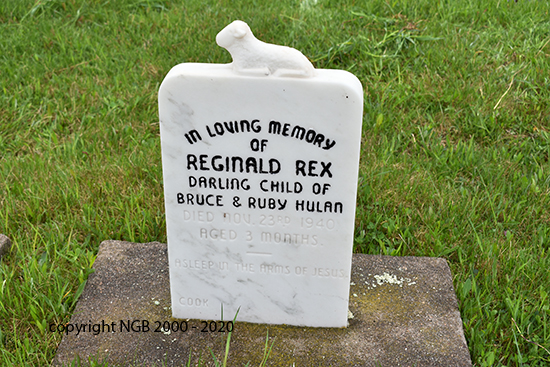 IN LOVING MEMORY
OF
REGINALD REX
DARLING CHILD OF
BRUCE & RUBY HULAN
DIED NOV. 23RD. 1940
AGED 3 MONTHS.
ASLEEP IN THE ARMS OF JESUS.
COOK
copyright NGB 2000 - 2020